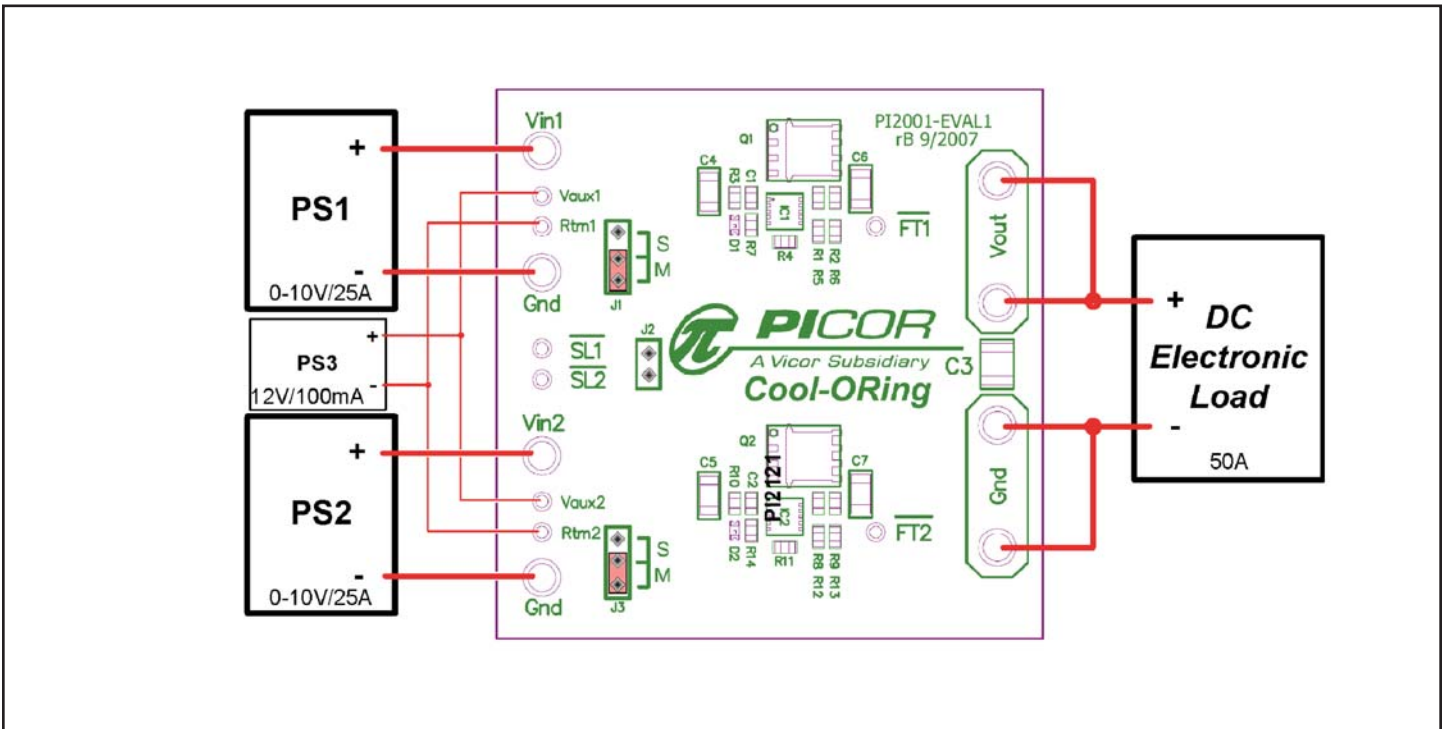 +
PS1
-
0-10V/25A
+
PS3
-
12V/100mA
+
PS2
-
0-10V/25A
Vin1
Vaux1
Rtm1
Gnd
S
M
J1
SL1
SL2
J2
Vin2
Vaux2
Rtm2
Gnd
S
M
J3
Q1
C4
R3
C1
IC1
D1
R7
R4
R1
R2
R5
R6
C6
FT1
PI2001-EVAL1
rB 9/2007
π
PICOR
A Vicor Subsidiary
Cool-ORing
C3
Q2
C5
R10
C2
PI2121
IC2
D2
R14
R11
R8
R9
R12
R13
C7
FT2
Vout
Gnd
+
DC
Electronic
Load
-
50A